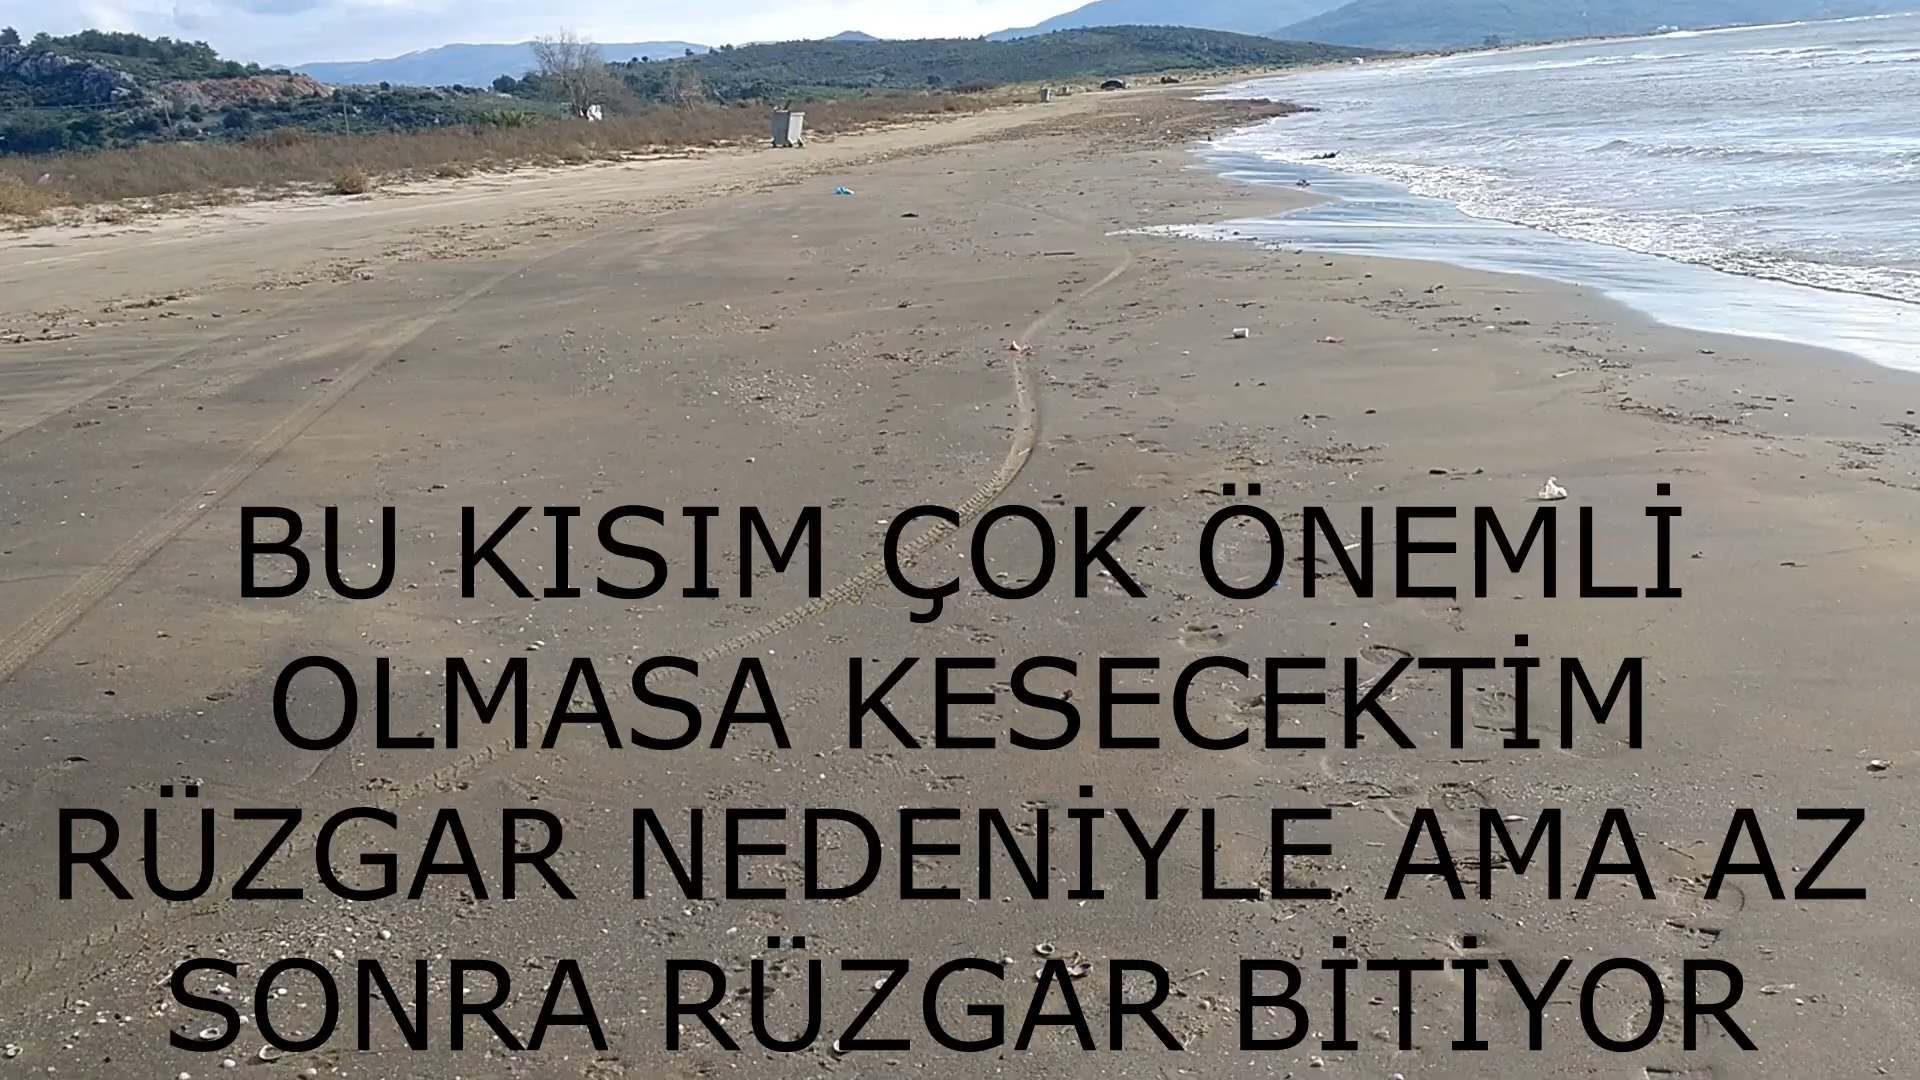 BU KISIM ÇOK ÖNEMLİ
OLMASA KESECEKTİM
RÜZGAR NEDENİYLE AMA AZ
SONRA RÜZGAR BİTİYOR